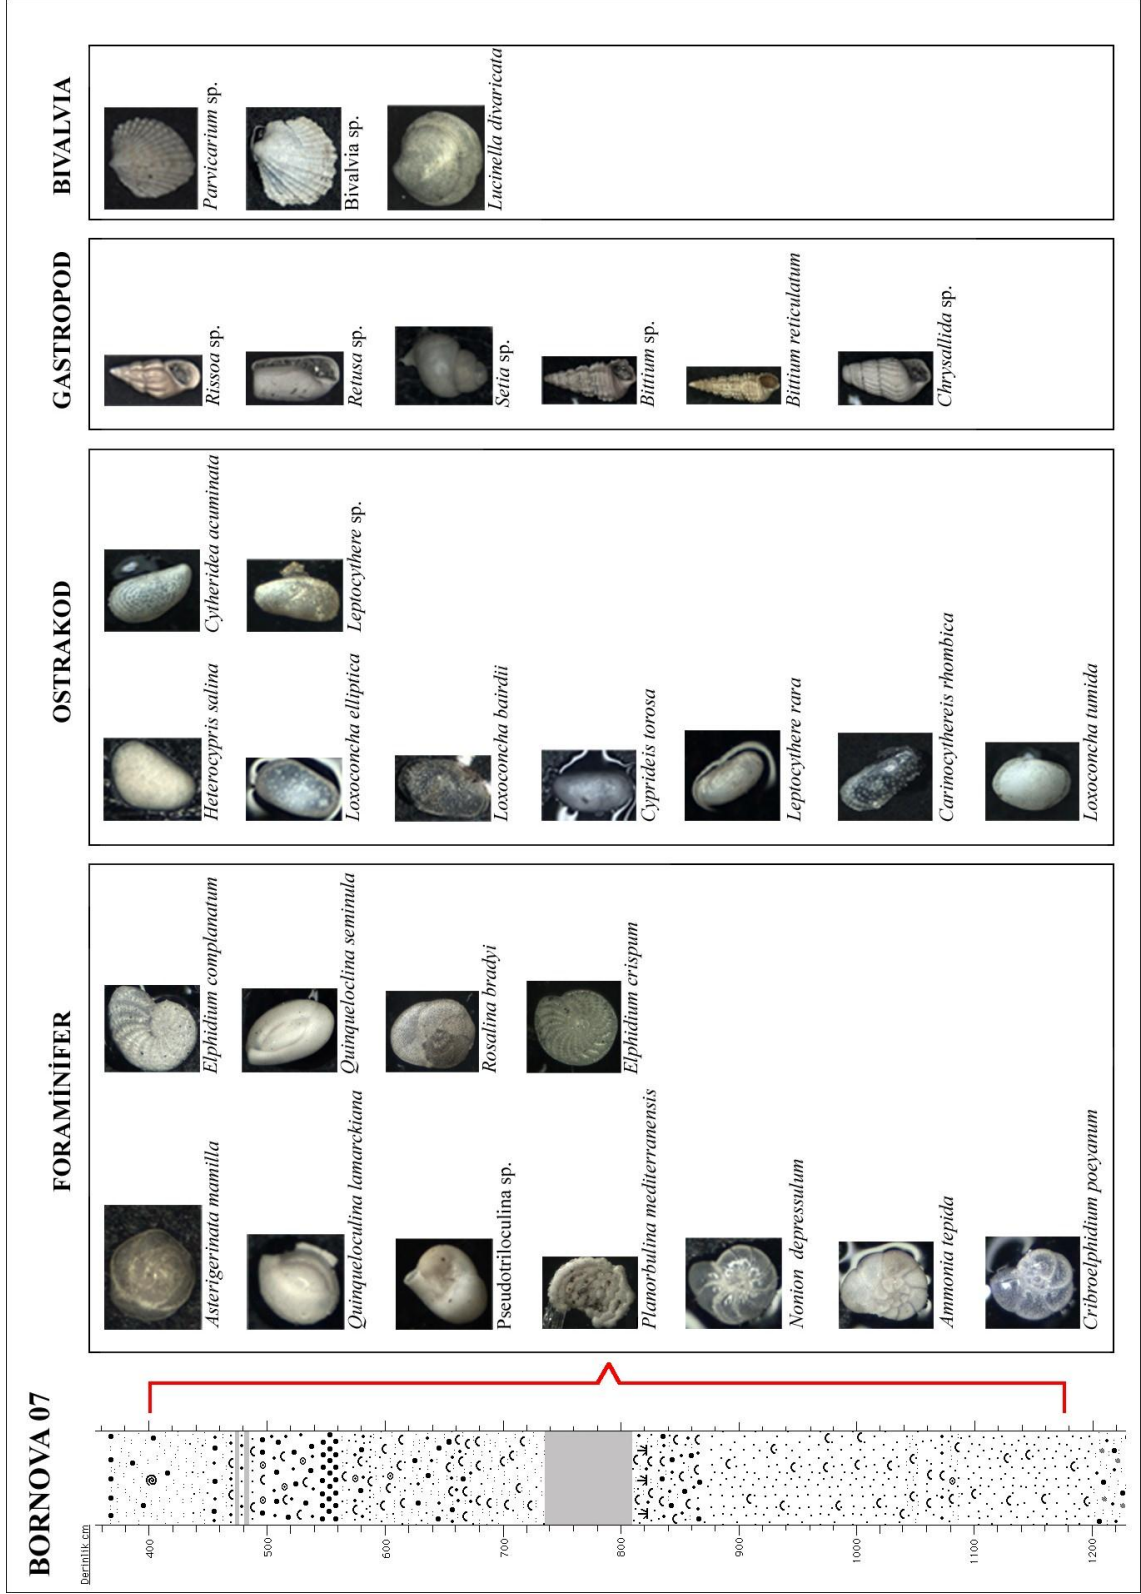 BORNOVA 07
Derinlik cm
400
500
600
700
800
900
1000
1100
1200
FORAMİNİFER
Asterigerinata mamilla
Quinqueloculina lamarckiana
Pseudotriloculina sp.
Planorbulina mediterranensis
Nonion depressulum
Ammonia tepida
Cribroelphidium poeyanum
Elphidium complanatum
Quinqueloclina seminula
Rosalina bradyi
Elphidium crispum
OSTRAKOD
Heterocypris salina
Loxoconcha elliptica
Loxoconcha bairdii
Cyprideis torosa
Leptocythere rara
Carinocythereis rhombica
Loxoconcha tumida
Cytheridea acuminata
Leptocythere sp.
GASTROPOD
Rissoa sp.
Retusa sp.
Setia sp.
Bittium sp.
Bittium reticulatum
Chrysallida sp.
BIVALVIA
Parvicarium sp.
Bivalvia sp.
Lucinella divaricata